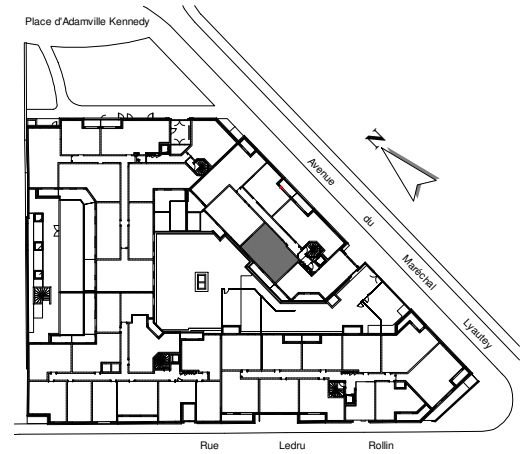 Place d'Adamville Kennedy
N
Avenue du Maréchal Lyautey
Rue Ledru Rollin